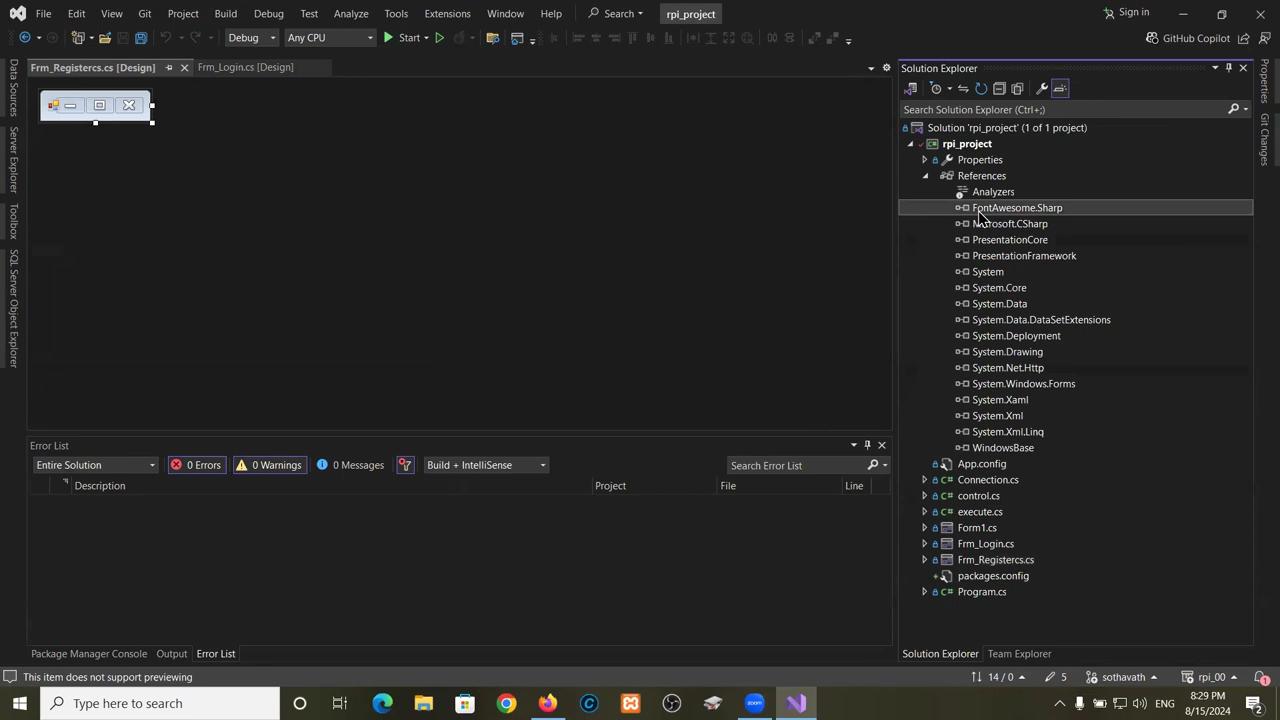 File Edit View Git Project Build Debug Test Analyze Tools Extensions Window Help Search rpi_project Sign in
Debug Any CPU Start GitHub Copilot
Frm_Registercs.cs [Design] Frm_Login.cs [Design]
Data Sources
Server Explorer
Toolbox
SQL Server Object Explorer
Error List
Entire Solution 0 Errors 0 Warnings 0 Messages Build + IntelliSense Search Error List
Description Project File Line
Package Manager Console Output Error List
Solution Explorer
Search Solution Explorer (Ctrl+;)
Solution 'rpi_project' (1 of 1 project)
rpi_project
Properties
References
Analyzers
FontAwesome.Sharp
Microsoft.CSharp
PresentationCore
PresentationFramework
System
System.Core
System.Data
System.Data.DataSetExtensions
System.Deployment
System.Drawing
System.Net.Http
System.Windows.Forms
System.Xaml
System.Xml
System.Xml.Linq
WindowsBase
App.config
Connection.cs
control.cs
execute.cs
Form1.cs
Frm_Login.cs
Frm_Registercs.cs
packages.config
Program.cs
Solution Explorer Team Explorer
Properties
Git Changes
This item does not support previewing 14 / 0 5 sothavath rpi_00 1
Type here to search zoom ENG 8:29 PM
8/15/2024 2